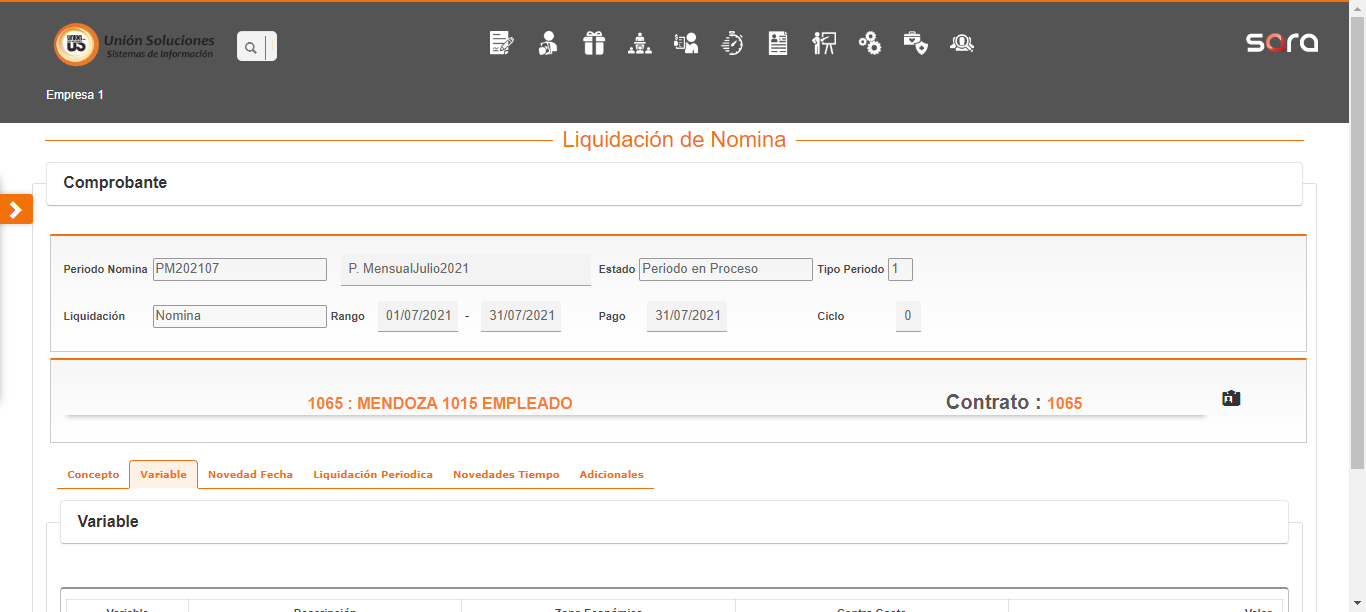 Unión Soluciones
Sistemas de Información
sara
Empresa 1
Liquidación de Nomina
Comprobante
Periodo Nomina PM202107 P. MensualJulio2021 Estado Periodo en Proceso Tipo Periodo 1
Liquidación Nomina Rango 01/07/2021 - 31/07/2021 Pago 31/07/2021 Ciclo 0
1065 : MENDOZA 1015 EMPLEADO Contrato : 1065
Concepto Variable Novedad Fecha Liquidación Periodica Novedades Tiempo Adicionales
Variable
Variable Descripción Zona Económica Centro Costo Valor